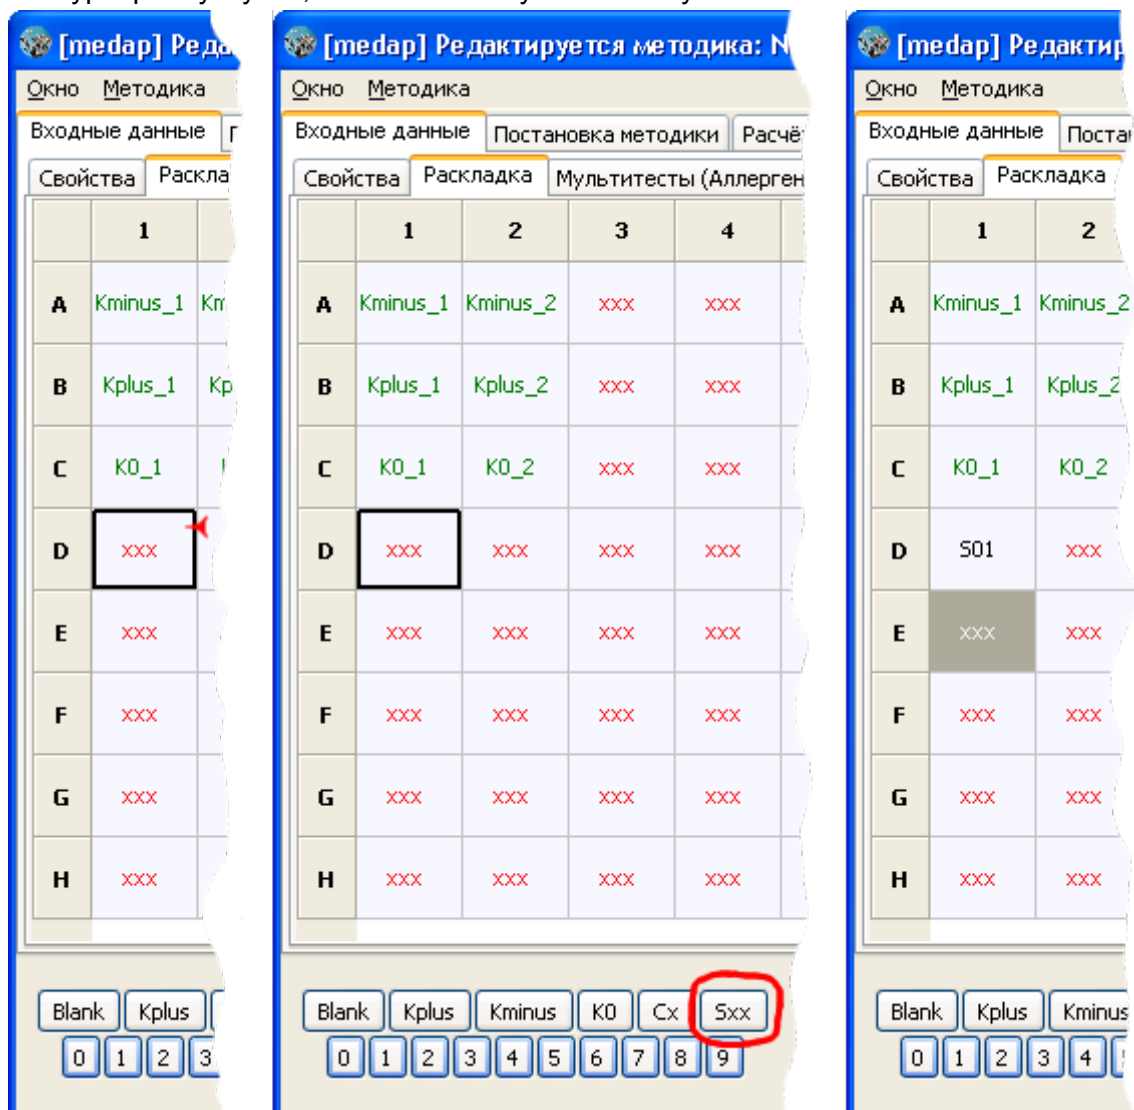 [medap] Реда
Окно Методика
Входные данные
Свойства Раскла
1
A Kminus_1 Km
B Kplus_1 Kp
C K0_1
D xxx
E xxx
F xxx
G xxx
H xxx
Blank Kplus
0 1 2 3
[medap] Редактируется методика: N
Окно Методика
Входные данные Постановка методики Расчё
Свойства Раскладка Мультитесты (Аллерген
1 2 3 4
A Kminus_1 Kminus_2 xxx xxx
B Kplus_1 Kplus_2 xxx xxx
C K0_1 K0_2 xxx xxx
D xxx xxx xxx xxx
E xxx xxx xxx xxx
F xxx xxx xxx xxx
G xxx xxx xxx xxx
H xxx xxx xxx xxx
Blank Kplus Kminus K0 Cx Sxx
0 1 2 3 4 5 6 7 8 9
[medap] Редактир
Окно Методика
Входные данные Поста
Свойства Раскладка
1 2
A Kminus_1 Kminus_2
B Kplus_1 Kplus_2
C K0_1 K0_2
D S01 xxx
E xxx xxx
F xxx xxx
G xxx xxx
H xxx xxx
Blank Kplus Kminus
0 1 2 3 4